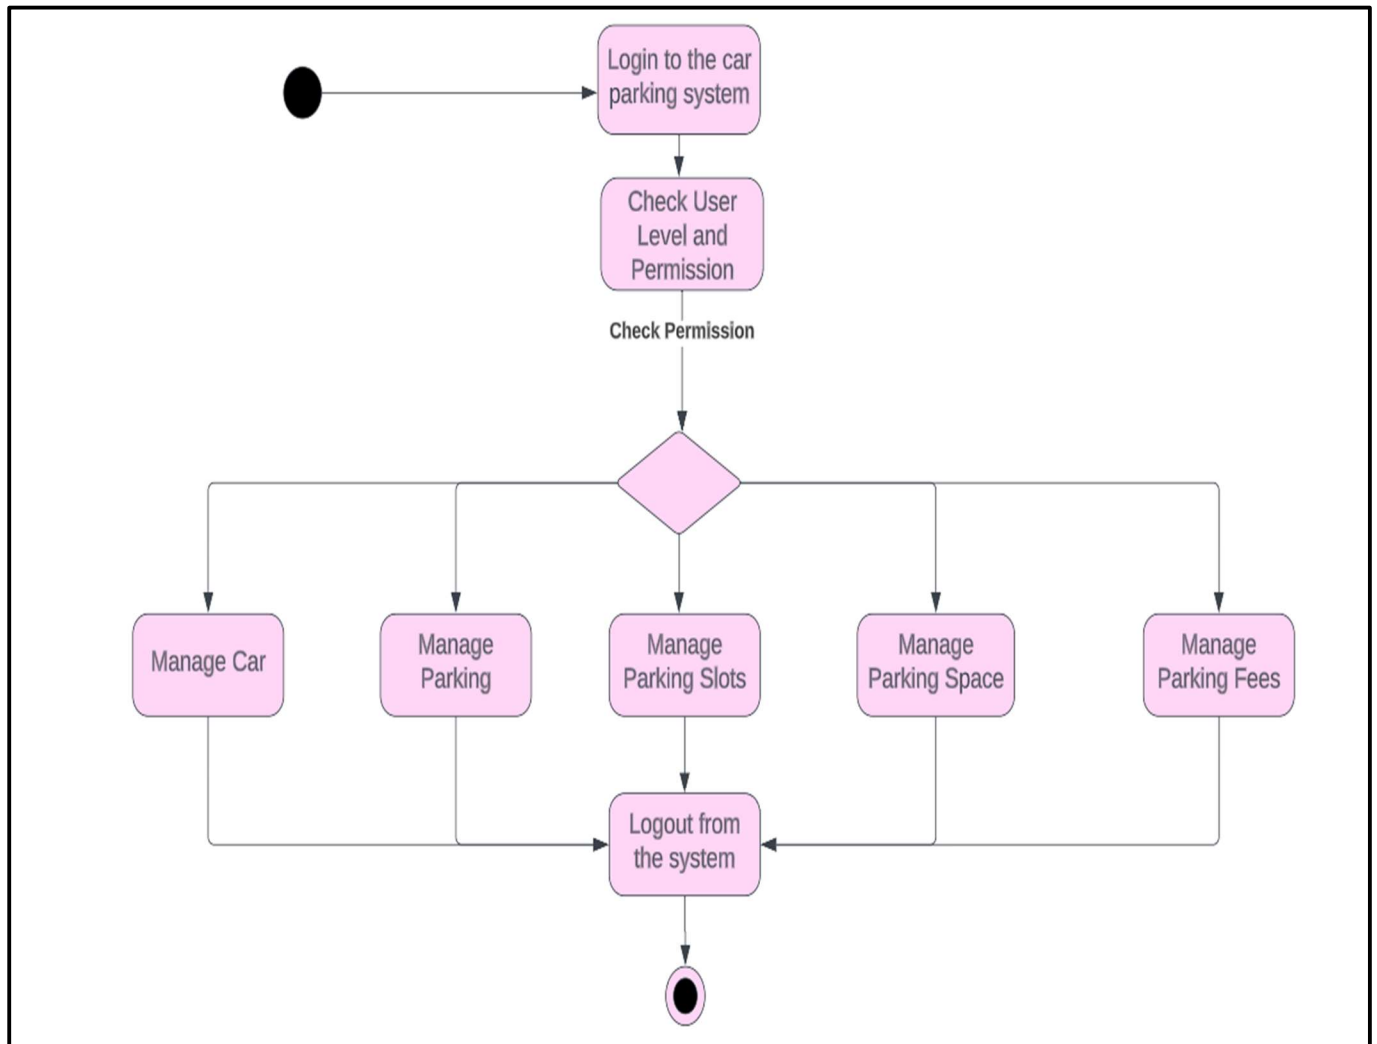 Login to the car
parking system
Check User
Level and
Permission
Check Permission
Manage Car
Manage
Parking
Manage
Parking Slots
Manage
Parking Space
Manage
Parking Fees
Logout from
the system